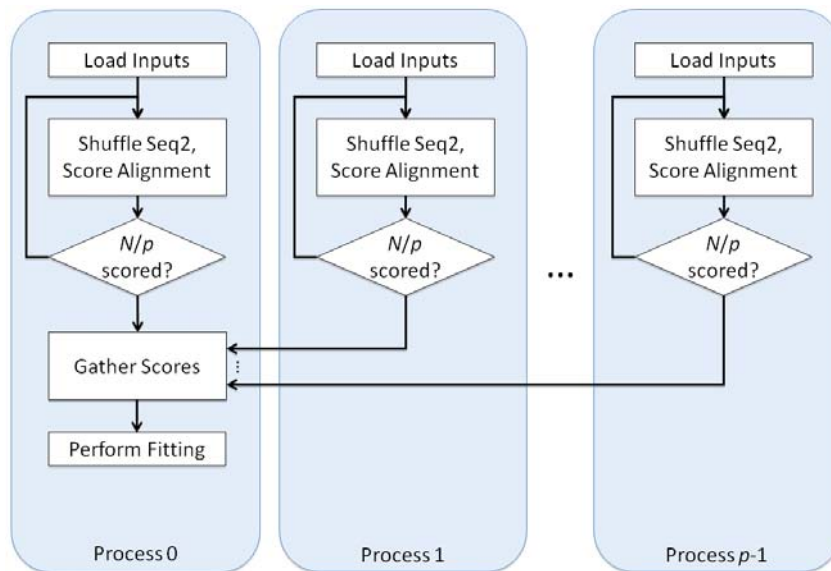 Load Inputs
Shuffle Seq2,
Score Alignment
N/p
scored?
Gather Scores
Perform Fitting
Process 0
Load Inputs
Shuffle Seq2,
Score Alignment
N/p
scored?
Process 1
...
Load Inputs
Shuffle Seq2,
Score Alignment
N/p
scored?
Process p-1